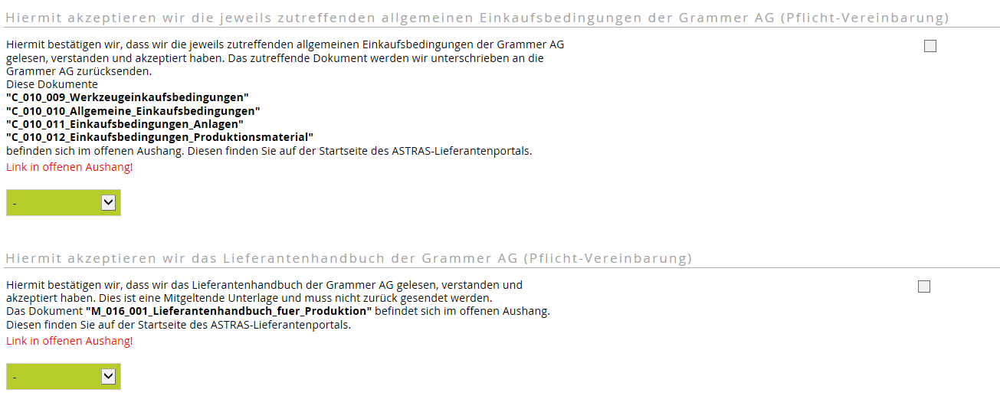 Hiermit akzeptieren wir die jeweils zutreffenden allgemeinen Einkaufsbedingungen der Grammer AG (Pflicht-Vereinbarung)
Hiermit bestätigen wir, dass wir die jeweils zutreffenden allgemeinen Einkaufsbedingungen der Grammer AG
gelesen, verstanden und akzeptiert haben. Das zutreffende Dokument werden wir unterschrieben an die
Grammer AG zurücksenden.
Diese Dokumente
"C_010_009_Werkzeugeinkaufsbedingungen"
"C_010_010_Allgemeine_Einkaufsbedingungen"
"C_010_011_Einkaufsbedingungen_Anlagen"
"C_010_012_Einkaufsbedingungen_Produktionsmaterial"
befinden sich im offenen Aushang. Diesen finden Sie auf der Startseite des ASTRAS-Lieferantenportals.
Link in offenen Aushang!
-
Hiermit akzeptieren wir das Lieferantenhandbuch der Grammer AG (Pflicht-Vereinbarung)
Hiermit bestätigen wir, dass wir das Lieferantenhandbuch der Grammer AG gelesen, verstanden und
akzeptiert haben. Dies ist eine Mitgeltende Unterlage und muss nicht zurück gesendet werden.
Das Dokument "M_016_001_Lieferantenhandbuch_fuer_Produktion" befindet sich im offenen Aushang.
Diesen finden Sie auf der Startseite des ASTRAS-Lieferantenportals.
Link in offenen Aushang!
-